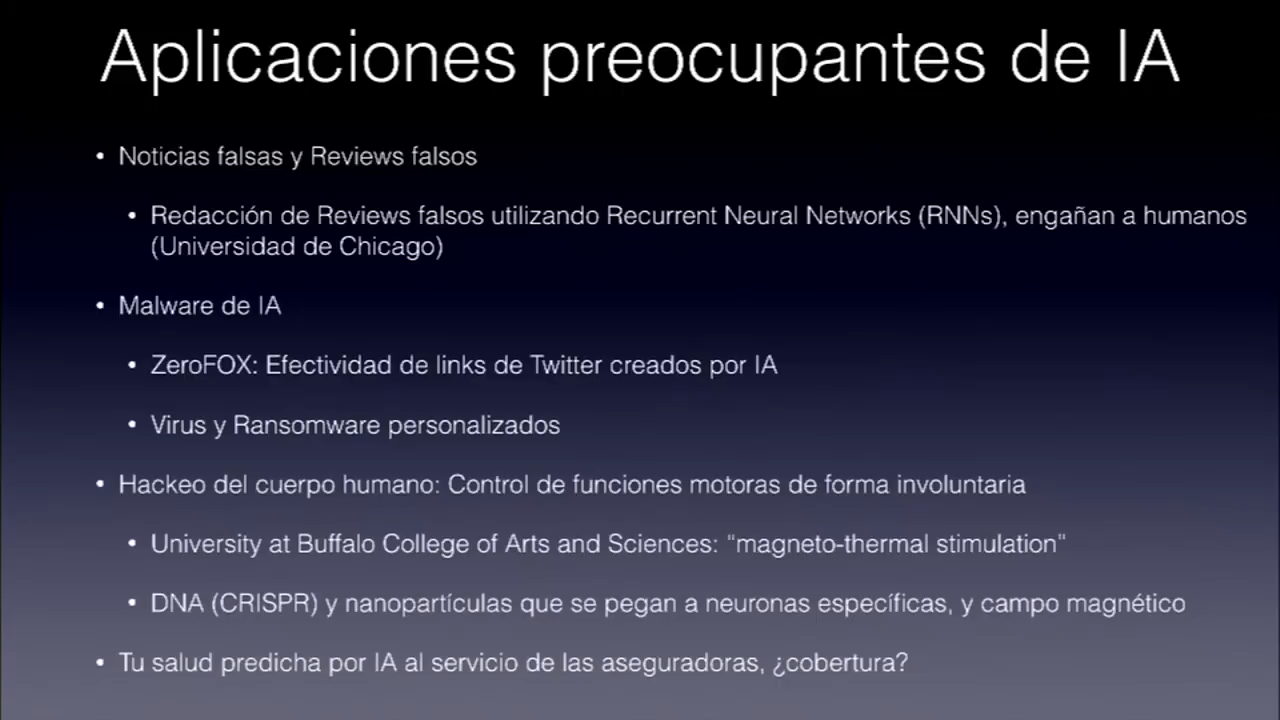 Aplicaciones preocupantes de IA
• Noticias falsas y Reviews falsos
• Redacción de Reviews falsos utilizando Recurrent Neural Networks (RNNs), engañan a humanos
(Universidad de Chicago)
• Malware de IA
• ZeroFOX: Efectividad de links de Twitter creados por IA
• Virus y Ransomware personalizados
• Hackeo del cuerpo humano: Control de funciones motoras de forma involuntaria
• University at Buffalo College of Arts and Sciences: “magneto-thermal stimulation”
• DNA (CRISPR) y nanopartículas que se pegan a neuronas específicas, y campo magnético
• Tu salud predicha por IA al servicio de las aseguradoras, ¿cobertura?